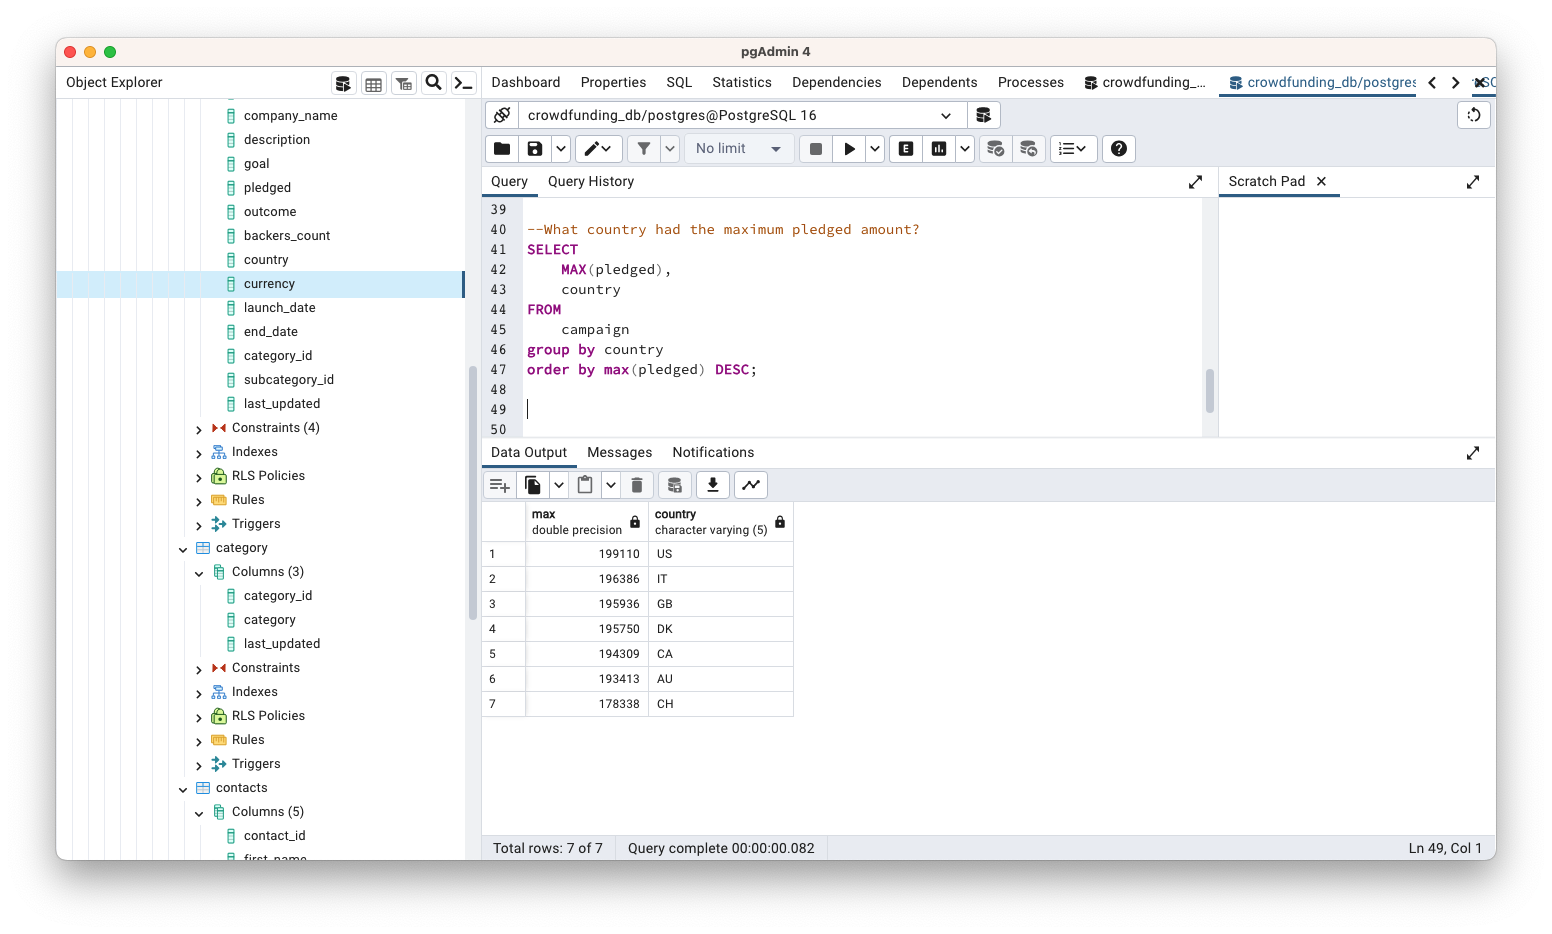 pgAdmin 4
Object Explorer
Dashboard Properties SQL Statistics Dependencies Dependents Processes crowdfunding_... crowdfunding_db/postgres
company_name
description
goal
pledged
outcome
backers_count
country
currency
launch_date
end_date
category_id
subcategory_id
last_updated
Constraints (4)
Indexes
RLS Policies
Rules
Triggers
category
Columns (3)
category_id
category
last_updated
Constraints
Indexes
RLS Policies
Rules
Triggers
contacts
Columns (5)
contact_id
first_name
crowdfunding_db/postgres@PostgreSQL 16
No limit
E
Query Query History
Scratch Pad
39
40 --What country had the maximum pledged amount?
41 SELECT
42 MAX(pledged),
43 country
44 FROM
45 campaign
46 group by country
47 order by max(pledged) DESC;
48
49
50
Data Output Messages Notifications
max country
double precision character varying (5)
1 199110 US
2 196386 IT
3 195936 GB
4 195750 DK
5 194309 CA
6 193413 AU
7 178338 CH
Total rows: 7 of 7 Query complete 00:00:00.082 Ln 49, Col 1